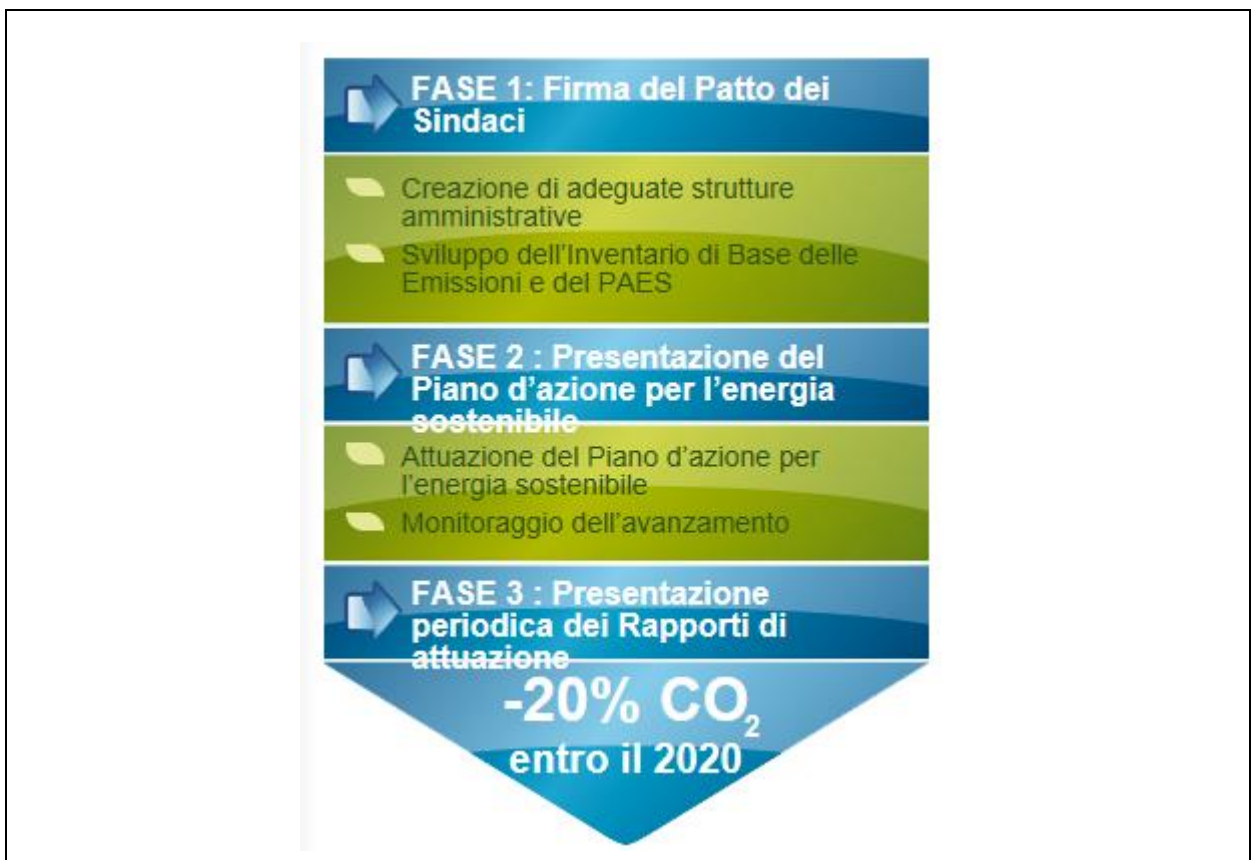 FASE 1: Firma del Patto dei
Sindaci
Creazione di adeguate strutture
amministrative
Sviluppo dell'Inventario di Base delle
Emissioni e del PAES
FASE 2 : Presentazione del
Piano d'azione per l'energia
sostenibile
Attuazione del Piano d'azione per
l'energia sostenibile
Monitoraggio dell'avanzamento
FASE 3 : Presentazione
periodica dei Rapporti di
attuazione
-20% CO₂
entro il 2020